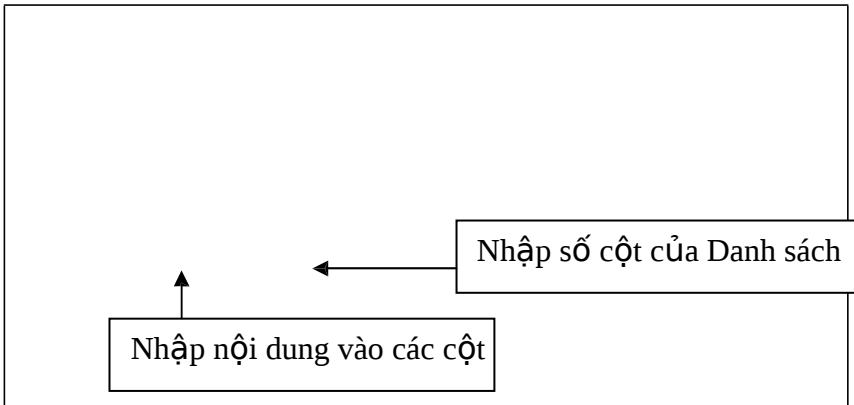 Nhập số cột của Danh sách
Nhập nội dung vào các cột